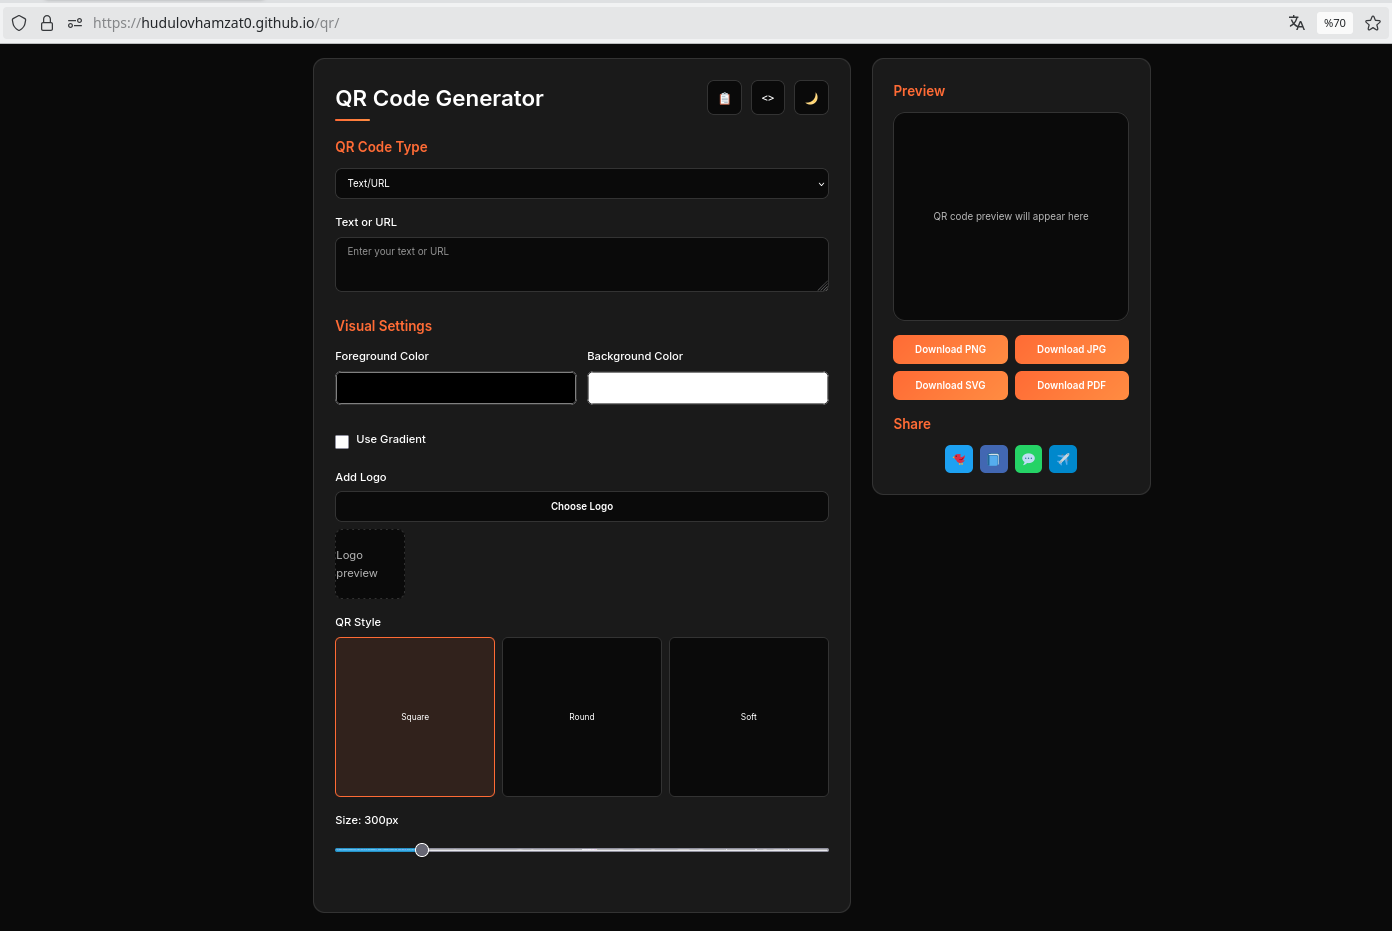 https://hudulovhamzat0.github.io/qr/
%70
QR Code Generator
<>
QR Code Type
Text/URL
Text or URL
Enter your text or URL
Visual Settings
Foreground Color
Background Color
Use Gradient
Add Logo
Choose Logo
Logo
preview
QR Style
Square
Round
Soft
Size: 300px
Preview
QR code preview will appear here
Download PNG
Download JPG
Download SVG
Download PDF
Share